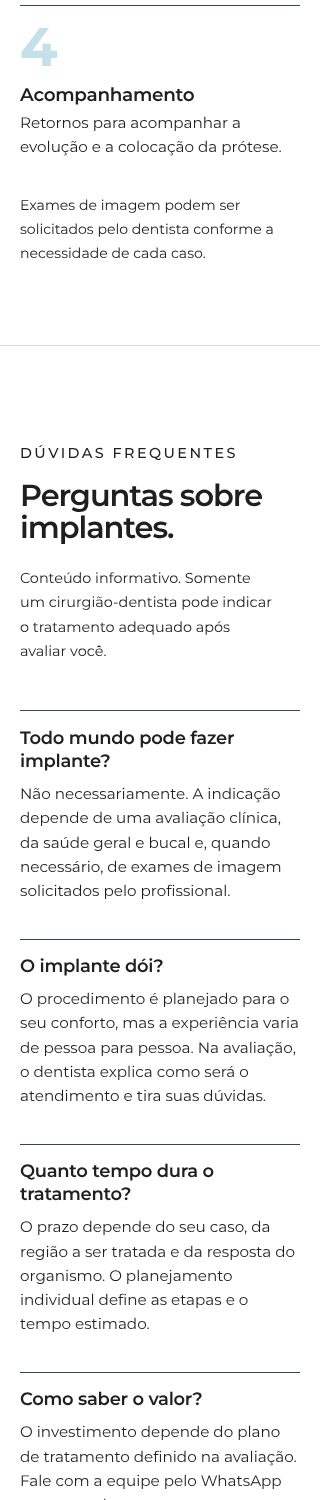 4
Acompanhamento
Retornos para acompanhar a
evolução e a colocação da prótese.
Exames de imagem podem ser
solicitados pelo dentista conforme a
necessidade de cada caso.
DÚVIDAS FREQUENTES
Perguntas sobre
implantes.
Conteúdo informativo. Somente
um cirurgião-dentista pode indicar
o tratamento adequado após
avaliar você.
Todo mundo pode fazer
implante?
Não necessariamente. A indicação
depende de uma avaliação clínica,
da saúde geral e bucal e, quando
necessário, de exames de imagem
solicitados pelo profissional.
O implante dói?
O procedimento é planejado para o
seu conforto, mas a experiência varia
de pessoa para pessoa. Na avaliação,
o dentista explica como será o
atendimento e tira suas dúvidas.
Quanto tempo dura o
tratamento?
O prazo depende do seu caso, da
região a ser tratada e da resposta do
organismo. O planejamento
individual define as etapas e o
tempo estimado.
Como saber o valor?
O investimento depende do plano
de tratamento definido na avaliação.
Fale com a equipe pelo WhatsApp